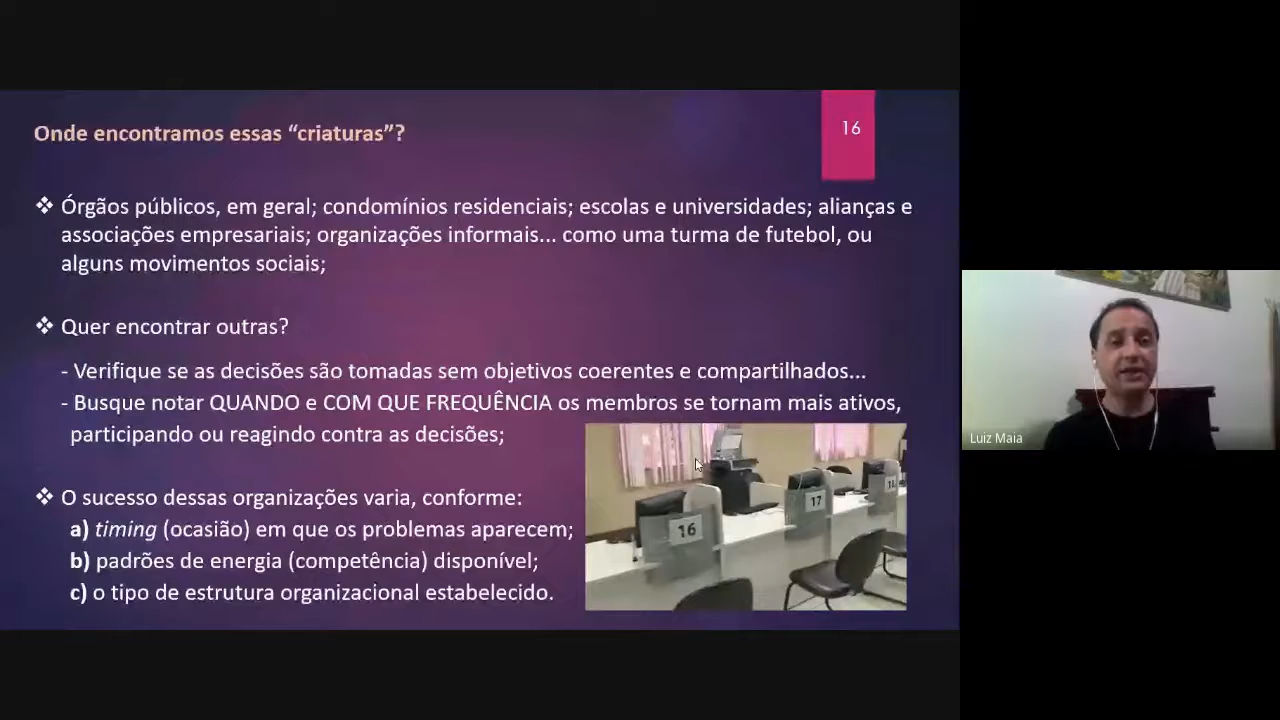 Onde encontramos essas “criaturas”?
16
❖ Órgãos públicos, em geral; condomínios residenciais; escolas e universidades; alianças e
associações empresariais; organizações informais... como uma turma de futebol, ou
alguns movimentos sociais;
❖ Quer encontrar outras?
- Verifique se as decisões são tomadas sem objetivos coerentes e compartilhados...
- Busque notar QUANDO e COM QUE FREQUÊNCIA os membros se tornam mais ativos,
participando ou reagindo contra as decisões;
❖ O sucesso dessas organizações varia, conforme:
a) timing (ocasião) em que os problemas aparecem;
b) padrões de energia (competência) disponível;
c) o tipo de estrutura organizacional estabelecido.
16
17
Luiz Maia